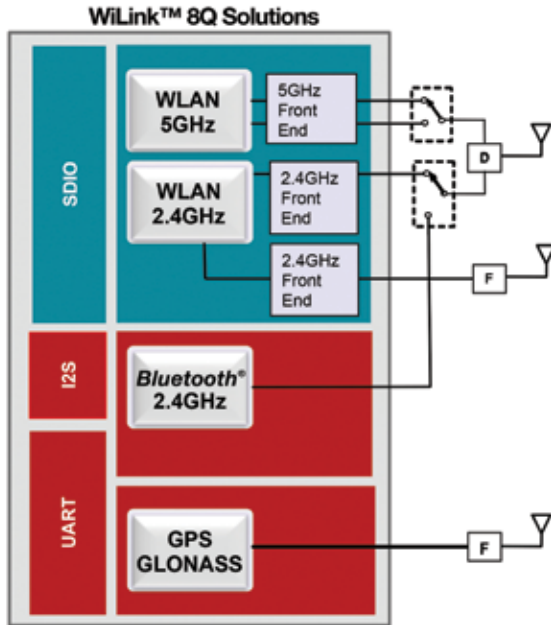 WiLink™ 8Q Solutions
SDIO
WLAN
5GHz
5GHz
Front
End
D
WLAN
2.4GHz
2.4GHz
Front
End
2.4GHz
Front
End
F
I2S
Bluetooth®
2.4GHz
UART
GPS
GLONASS
F